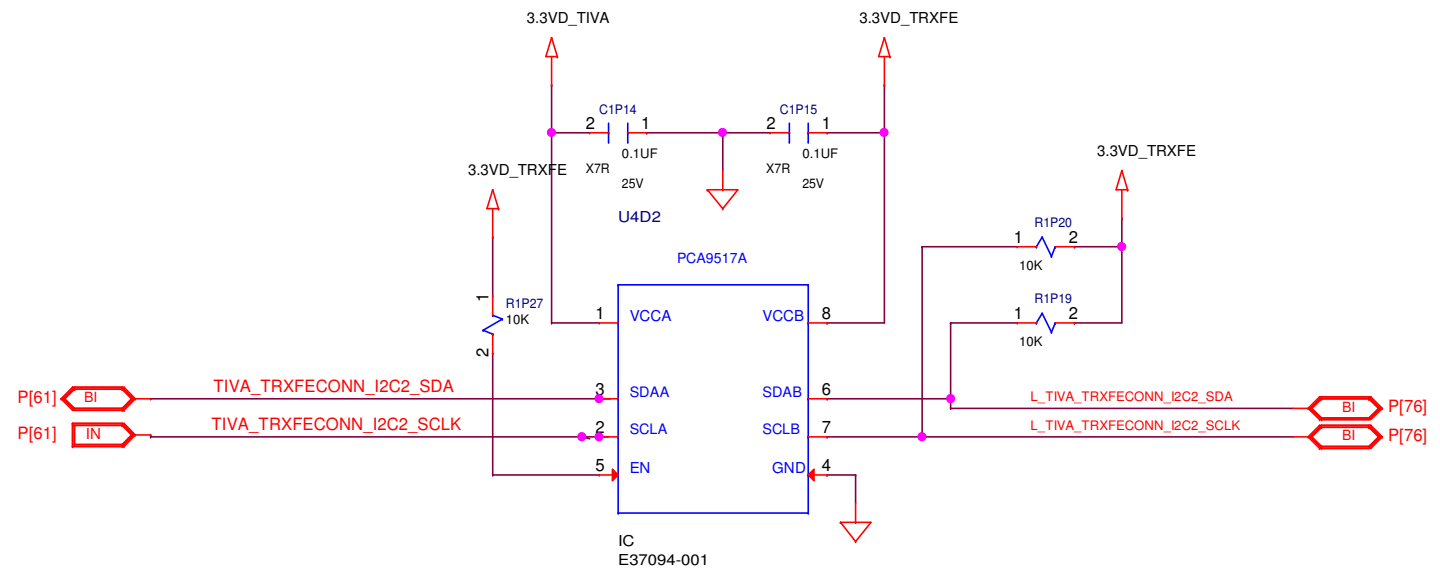 3.3VD_TIVA
3.3VD_TRXFE
C1P14
2 1
0.1UF
X7R
25V
C1P15
2 1
0.1UF
X7R
25V
3.3VD_TRXFE
3.3VD_TRXFE
U4D2
PCA9517A
R1P20
1 2
10K
R1P19
1 2
10K
1
R1P27
10K
2
1 VCCA
VCCB 8
3 SDAA
SDAB 6
2 SCLA
SCLB 7
5 EN
GND 4
P[61] BI TIVA_TRXFECONN_I2C2_SDA
P[61] IN TIVA_TRXFECONN_I2C2_SCLK
L_TIVA_TRXFECONN_I2C2_SDA BI P[76]
L_TIVA_TRXFECONN_I2C2_SCLK BI P[76]
IC
E37094-001